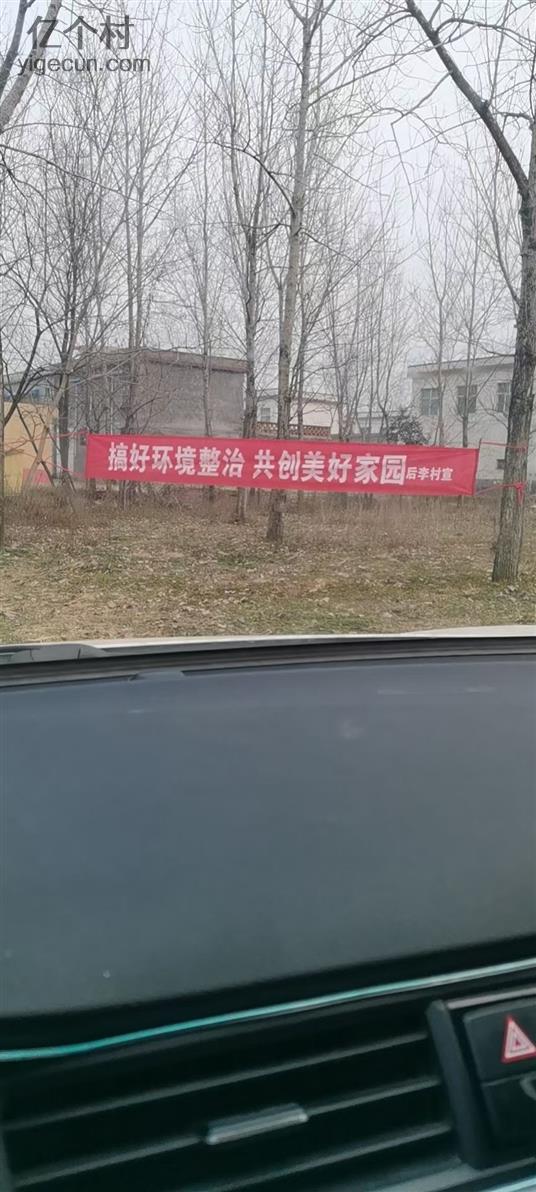 亿个村
yigecun.com
搞好环境整治 共创美好家园 后李村宣